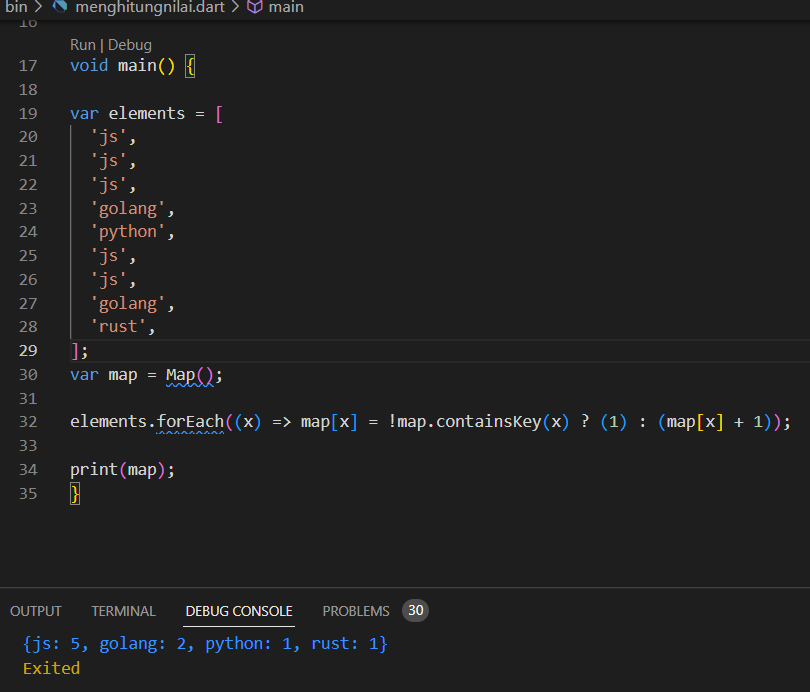 bin > menghitungnilai.dart > main
16
Run | Debug
17 void main() {
18
19 var elements = [
20   'js',
21   'js',
22   'js',
23   'golang',
24   'python',
25   'js',
26   'js',
27   'golang',
28   'rust',
29 ];
30 var map = Map();
31
32 elements.forEach((x) => map[x] = !map.containsKey(x) ? (1) : (map[x] + 1));
33
34 print(map);
35 }
OUTPUT TERMINAL DEBUG CONSOLE PROBLEMS 30
{js: 5, golang: 2, python: 1, rust: 1}
Exited